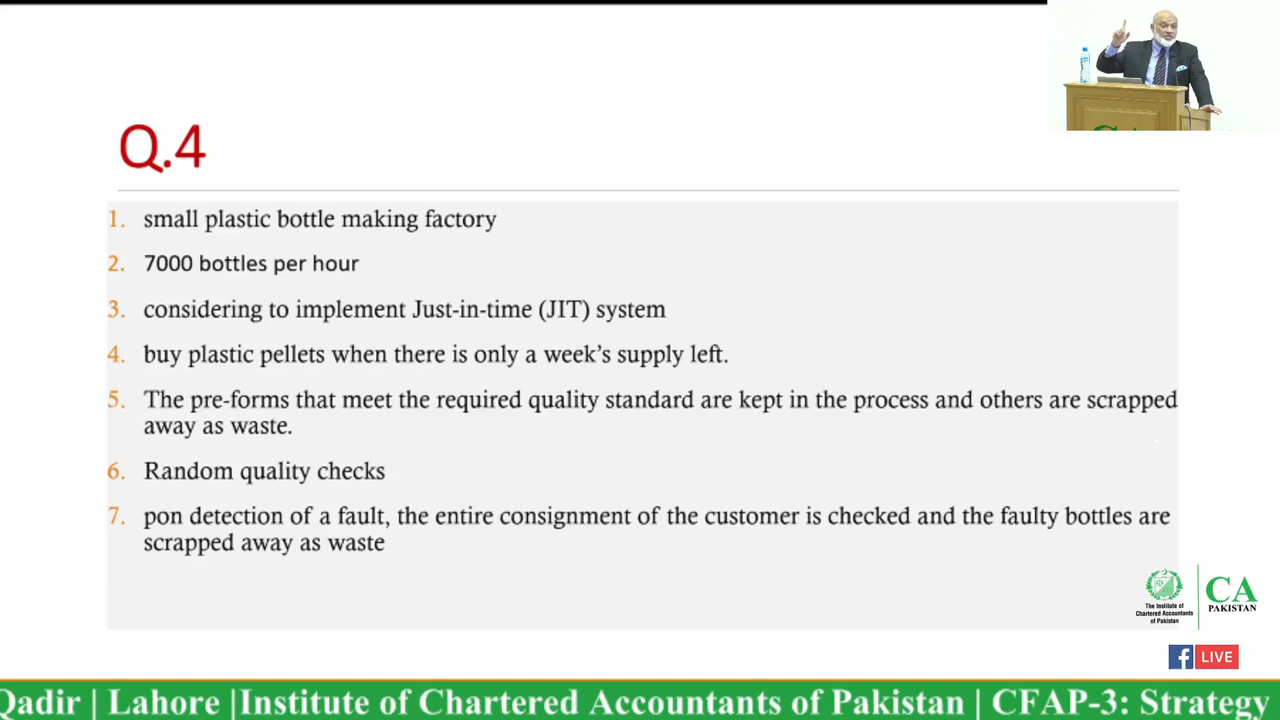 Q.4
1. small plastic bottle making factory
2. 7000 bottles per hour
3. considering to implement Just-in-time (JIT) system
4. buy plastic pellets when there is only a week's supply left.
5. The pre-forms that meet the required quality standard are kept in the process and others are scrapped
away as waste.
6. Random quality checks
7. pon detection of a fault, the entire consignment of the customer is checked and the faulty bottles are
scrapped away as waste
The Institute of
Chartered Accountants
of Pakistan
CA
PAKISTAN
f LIVE
Qadir | Lahore |Institute of Chartered Accountants of Pakistan | CFAP-3: Strategy